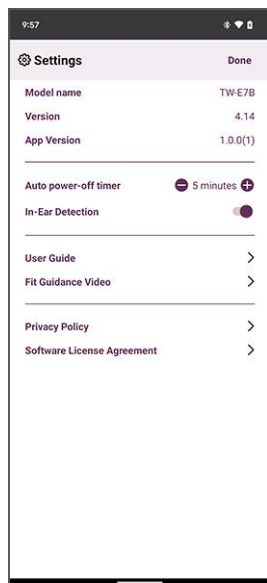 9:57
Settings Done
Model name TW-E7B
Version 4.14
App Version 1.0.0(1)
Auto power-off timer 5 minutes
In-Ear Detection
User Guide
Fit Guidance Video
Privacy Policy
Software License Agreement